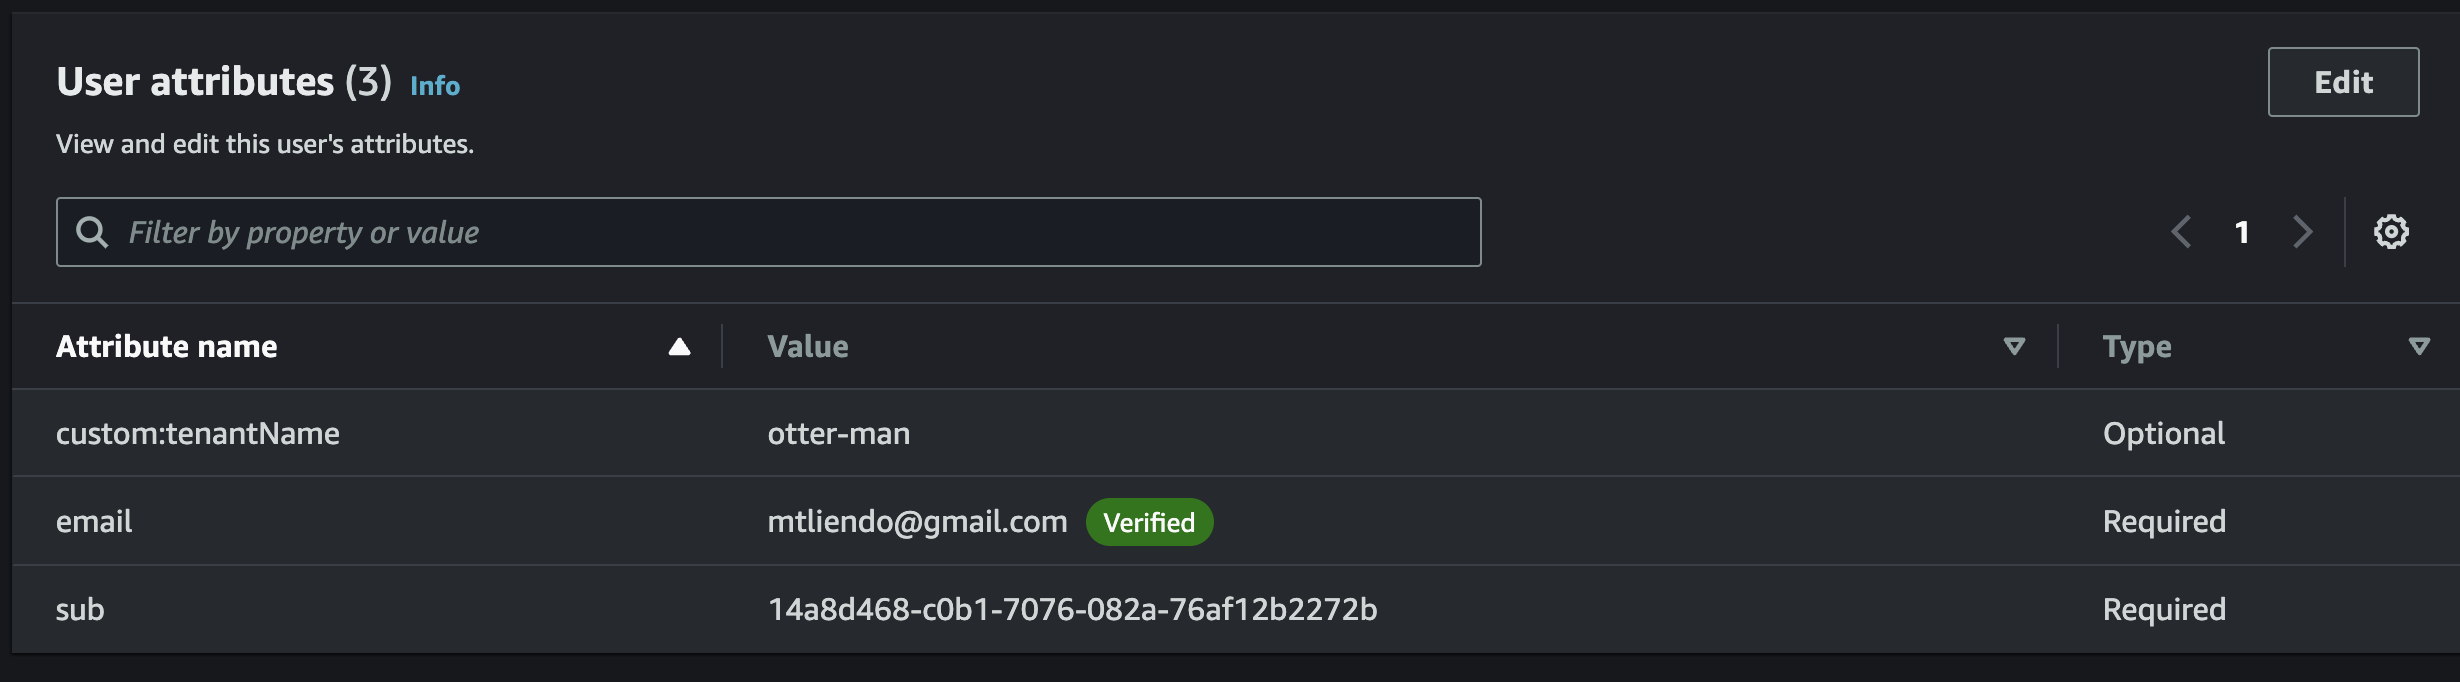 User attributes (3) Info
Edit
View and edit this user's attributes.
Filter by property or value
1
Attribute name Value Type
custom:tenantName otter-man Optional
email mtliendo@gmail.com Verified Required
sub 14a8d468-c0b1-7076-082a-76af12b2272b Required